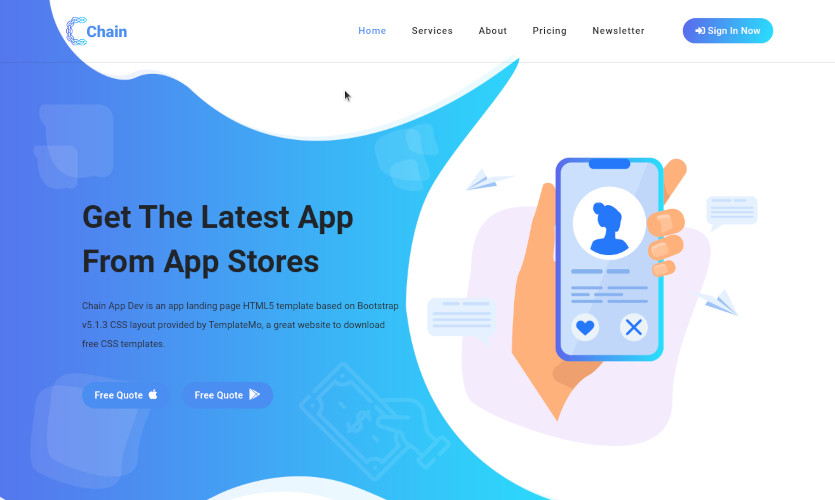 Chain
Home Services About Pricing Newsletter Sign In Now
Get The Latest App
From App Stores
Chain App Dev is an app landing page HTML5 template based on Bootstrap
v5.1.3 CSS layout provided by TemplateMo, a great website to download
free CSS templates.
Free Quote Free Quote